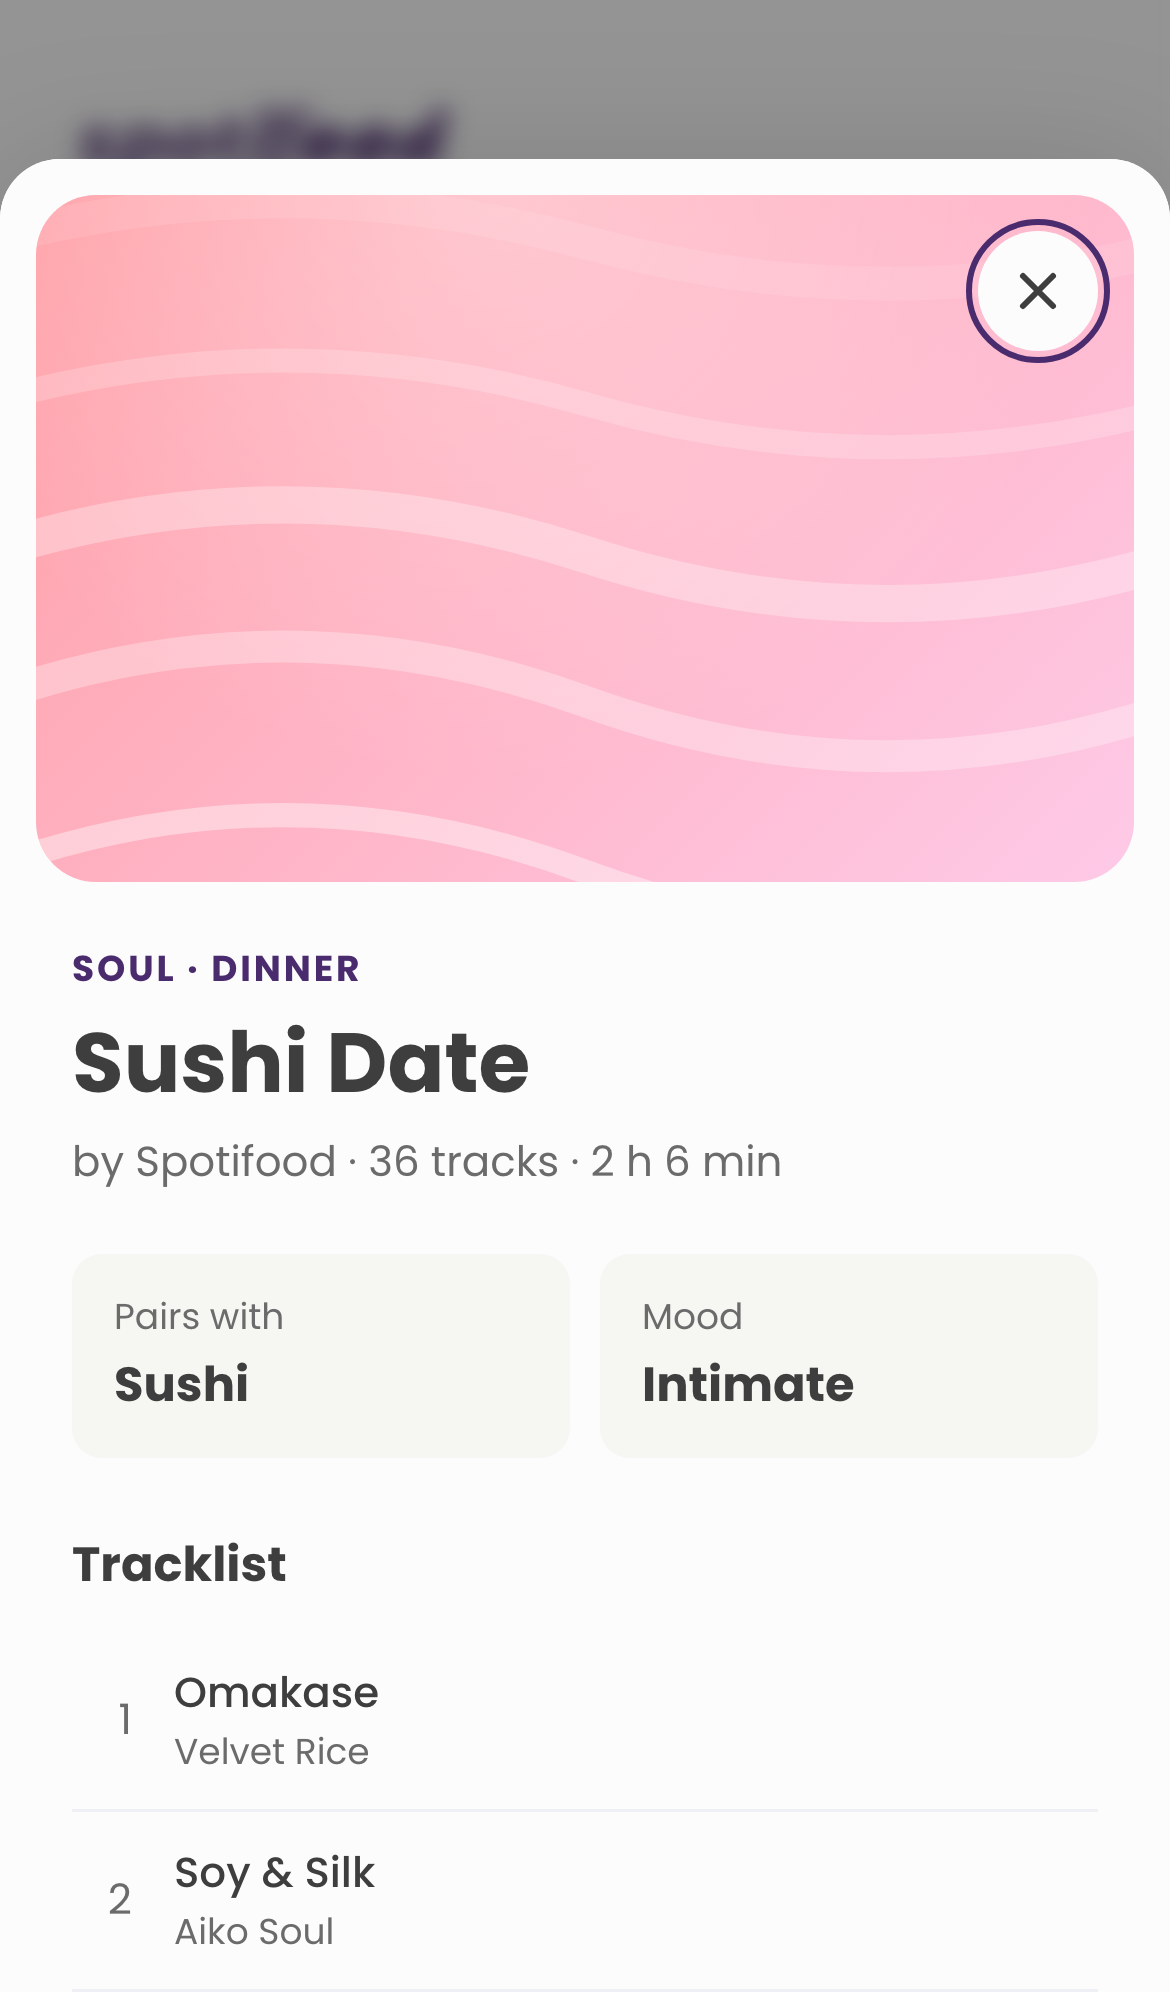 SOUL · DINNER
Sushi Date
by Spotifood · 36 tracks · 2 h 6 min
Pairs with
Sushi
Mood
Intimate
Tracklist
1
Omakase
Velvet Rice
2
Soy & Silk
Aiko Soul